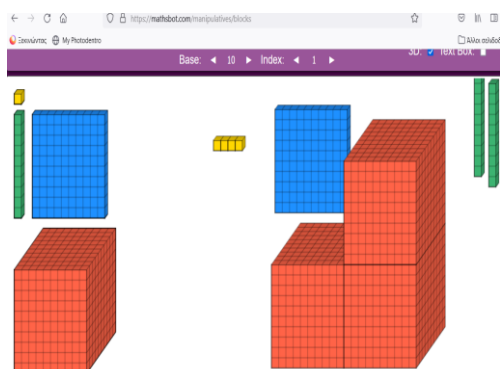 https://mathsbot.com/manipulatives/blocks
Ξεκινώντας My Photodentro
Άλλοι σελιδοδ
Base: ◀ 10 ▶ Index: ◀ 1 ▶
3D: Text Box: